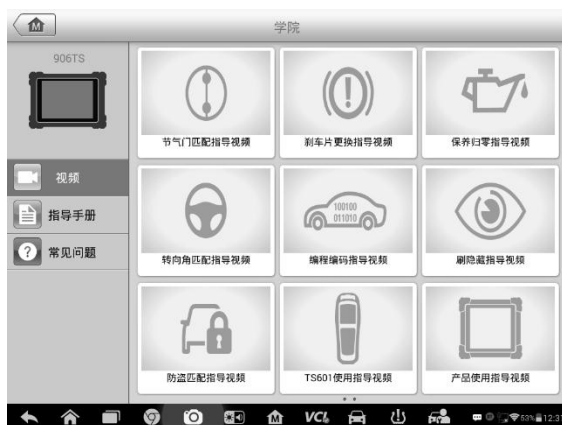 M
学院
906TS
视频
指导手册
? 常见问题
节气门匹配指导视频
刹车片更换指导视频
保养归零指导视频
转向角匹配指导视频
100100
011010
编程编码指导视频
刷隐藏指导视频
防盗匹配指导视频
TS601使用指导视频
产品使用指导视频
M
VCI
53%
12:31